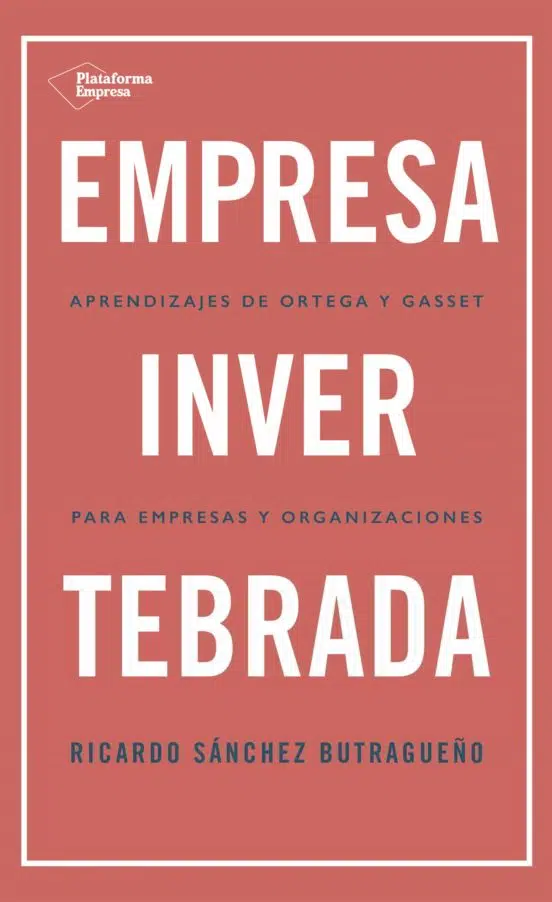 Plataforma
Empresa
EMPRESA
APRENDIZAJES DE ORTEGA Y GASSET
INVER
PARA EMPRESAS Y ORGANIZACIONES
TEBRADA
RICARDO SÁNCHEZ BUTRAGUEÑO